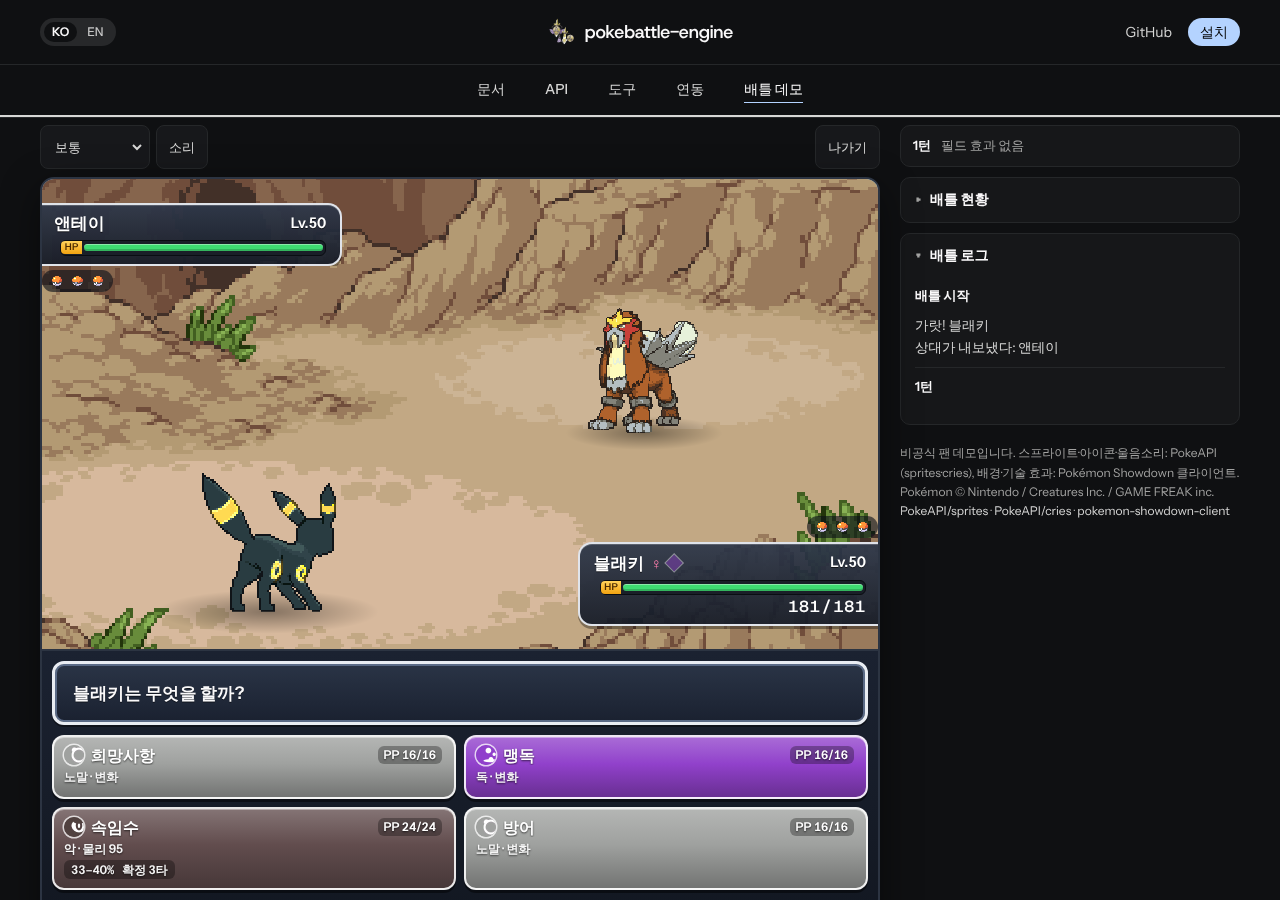 KO EN
pokebattle-engine
GitHub 설치
문서 API 도구 연동 배틀 데모
보통 소리 나가기
앤테이 Lv.50
HP
블래키 ♀ Lv.50
HP
181/181
블래키는 무엇을 할까?
희망사항 PP 16/16
노말·변화
맹독 PP 16/16
독·변화
속임수 PP 24/24
악·물리 95
33–40% 확정 3타
방어 PP 16/16
노말·변화
1턴 필드 효과 없음
배틀 현황
배틀 로그
배틀 시작
가랏! 블래키
상대가 내보냈다: 앤테이
1턴
비공식 팬 데모입니다. 스프라이트·아이콘·울음소리: PokeAPI
(sprites·cries), 배경·기술 효과: Pokémon Showdown 클라이언트.
Pokémon © Nintendo / Creatures Inc. / GAME FREAK inc.
PokeAPI/sprites · PokeAPI/cries · pokemon-showdown-client